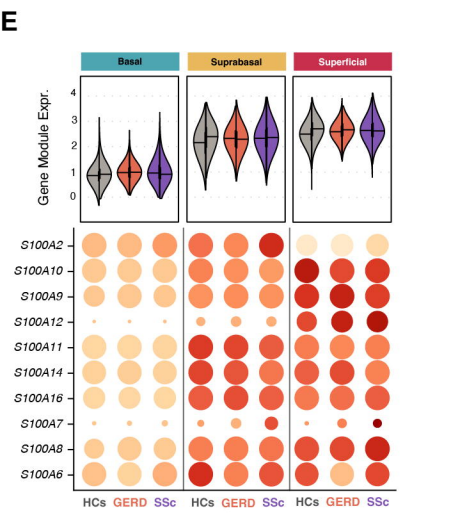 E
Basal Suprabasal Superficial
Gene Module Expr.
4
3
2
1
0
S100A2
S100A10
S100A9
S100A12
S100A11
S100A14
S100A16
S100A7
S100A8
S100A6
HCs GERD SSc HCs GERD SSc HCs GERD SSc